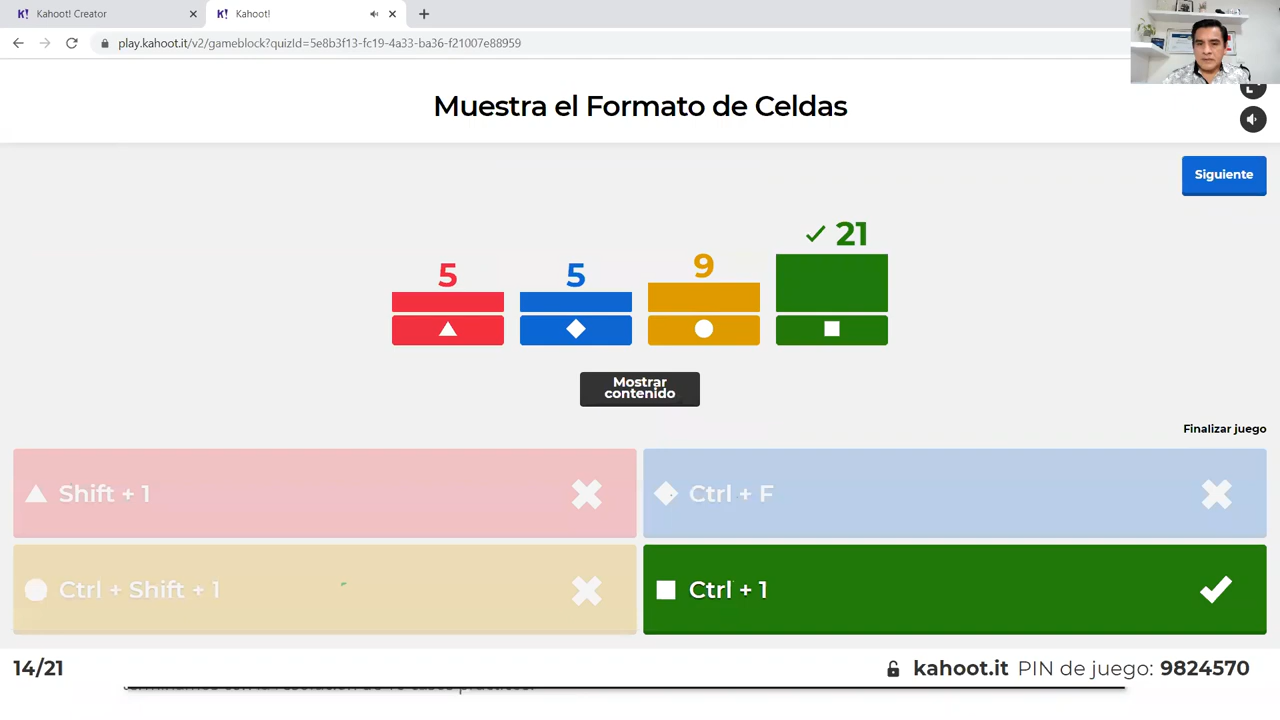 K! Kahoot! Creator
K! Kahoot!
play.kahoot.it/v2/gameblock?quizId=5e8b3f13-fc19-4a33-ba36-f21007e88959
Muestra el Formato de Celdas
Siguiente
5
5
9
21
Mostrar
contenido
Finalizar juego
Shift + 1
Ctrl + F
Ctrl + Shift + 1
Ctrl + 1
14/21
kahoot.it PIN de juego: 9824570